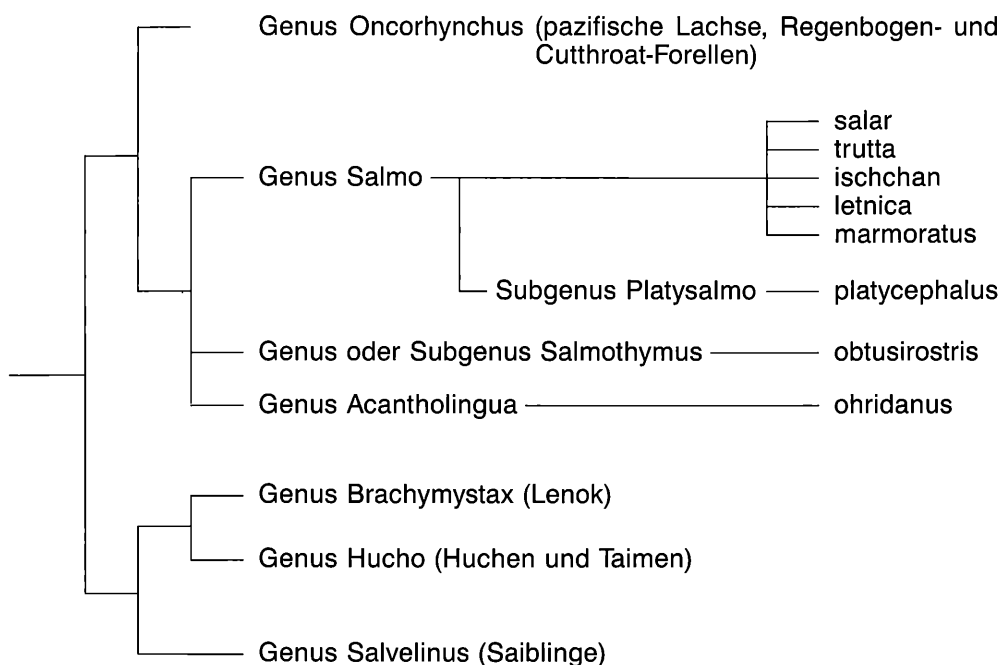 Genus Oncorhynchus (pazifische Lachse, Regenbogen- und
Cutthroat-Forellen)
salar
trutta
Genus Salmo ischchan
letnica
marmoratus
Subgenus Platysalmo platycephalus
Genus oder Subgenus Salmothymus obtusirostris
Genus Acantholingua ohridanus
Genus Brachymystax (Lenok)
Genus Hucho (Huchen und Taimen)
Genus Salvelinus (Saiblinge)